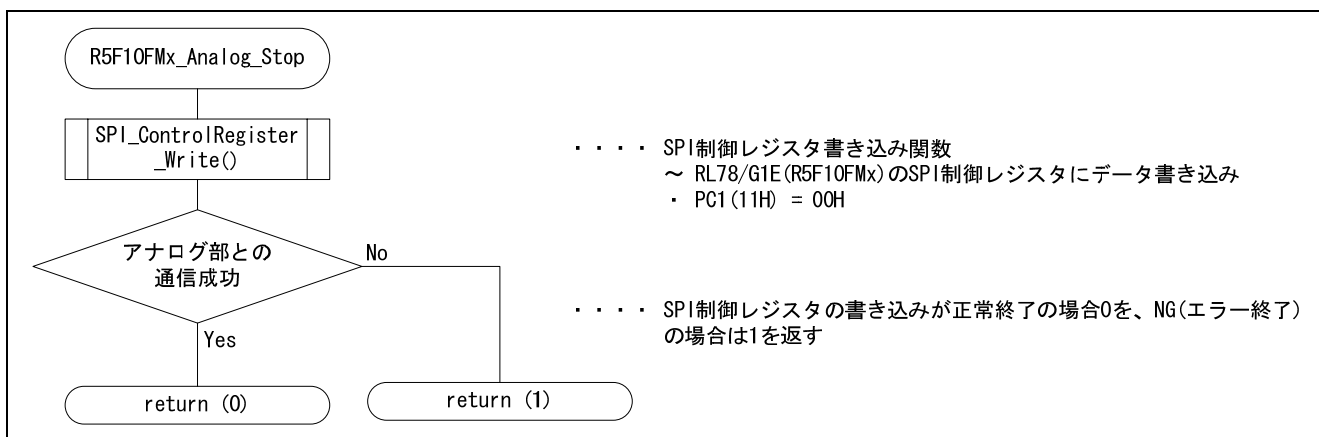 R5F10FMx_Analog_Stop
SPI_ControlRegister
_Write()
・・・・ SPI制御レジスタ書き込み関数
～ RL78/G1E(R5F10FMx)のSPI制御レジスタにデータ書き込み
・ PC1(11H) = 00H
アナログ部との
通信成功
No
Yes
・・・・ SPI制御レジスタの書き込みが正常終了の場合0を、NG(エラー終了)
の場合は1を返す
return (0)
return (1)